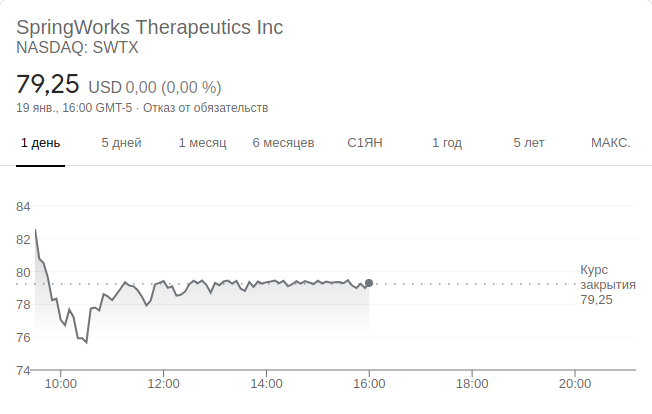 SpringWorks Therapeutics Inc
NASDAQ: SWTX
79,25 USD 0,00 (0,00 %)
19 янв., 16:00 GMT-5 · Отказ от обязательств
1 день 5 дней 1 месяц 6 месяцев С1ЯН 1 год 5 лет МАКС.
84
82
80
78
76
74
Курс
закрытия
79,25
10:00 12:00 14:00 16:00 18:00 20:00